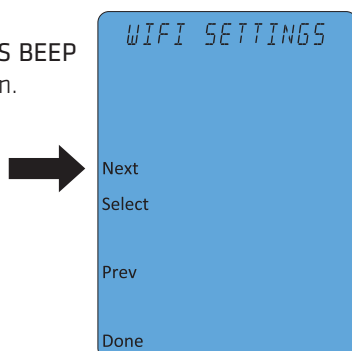 WIFI SETTINGS
S BEEP
n.
Next
Select
Prev
Done